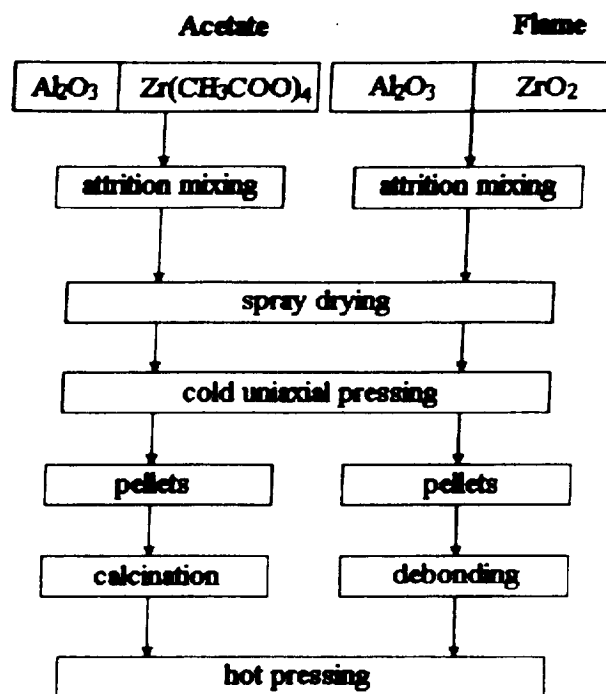 Acetate Flame
Al₂O₃ Zr(CH₃COO)₄ Al₂O₃ ZrO₂
attrition mixing attrition mixing
spray drying
cold uniaxial pressing
pellets pellets
calcination debonding
hot pressing